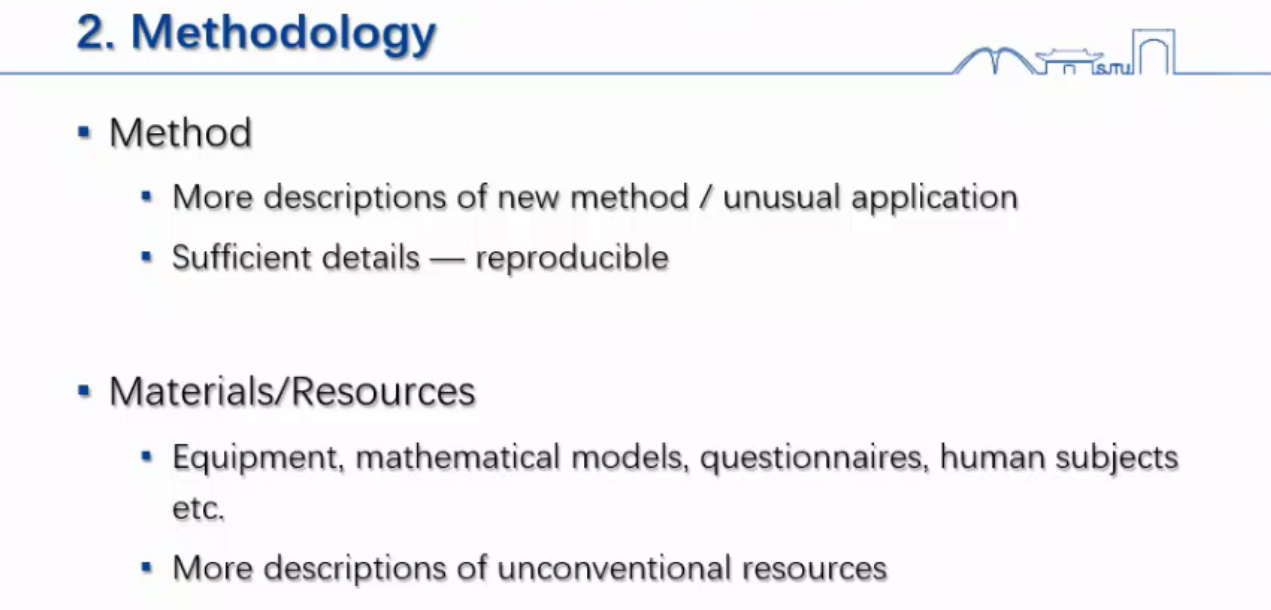 2. Methodology
Method
More descriptions of new method / unusual application
Sufficient details — reproducible
Materials/Resources
Equipment, mathematical models, questionnaires, human subjects
etc.
More descriptions of unconventional resources